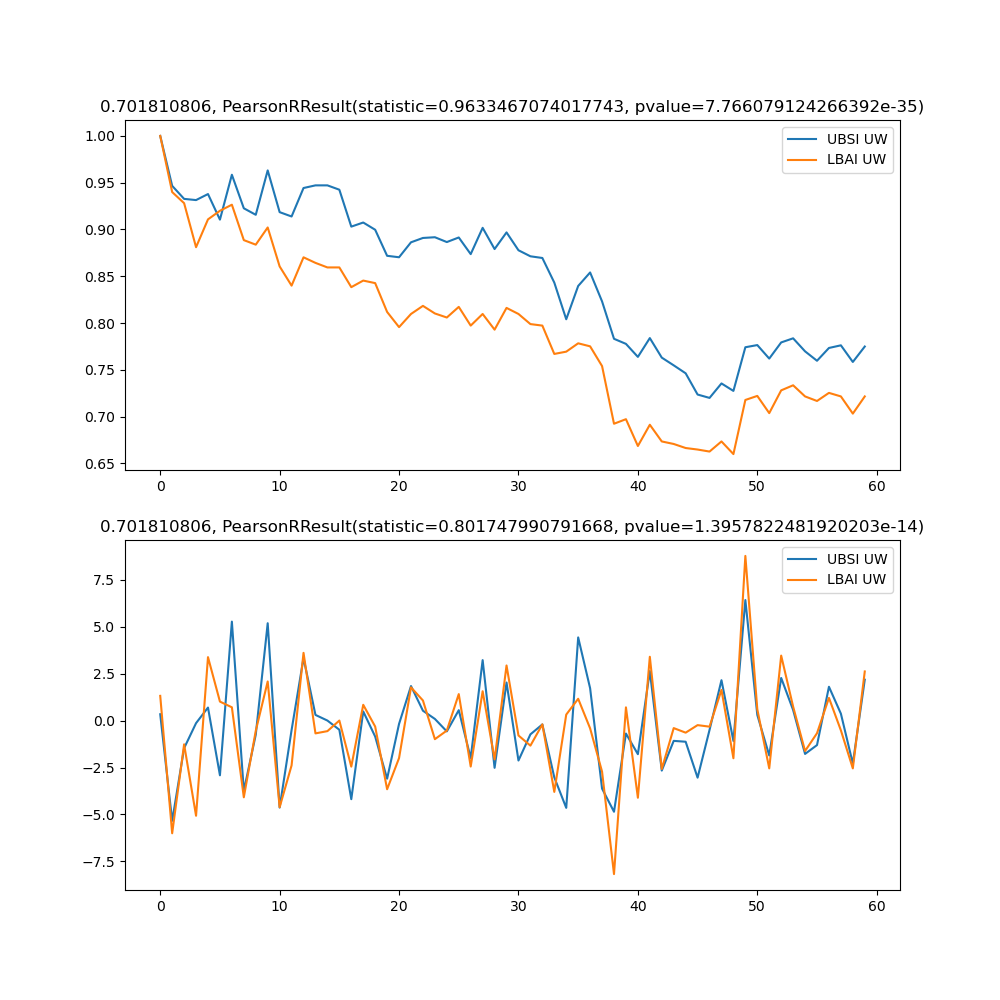 0.701810806, PearsonRResult(statistic=0.9633467074017743, pvalue=7.766079124266392e-35)
UBSI UW
LBAI UW
1.00
0.95
0.90
0.85
0.80
0.75
0.70
0.65
0 10 20 30 40 50 60
0.701810806, PearsonRResult(statistic=0.801747990791668, pvalue=1.3957822481920203e-14)
UBSI UW
LBAI UW
7.5
5.0
2.5
0.0
−2.5
−5.0
−7.5
0 10 20 30 40 50 60